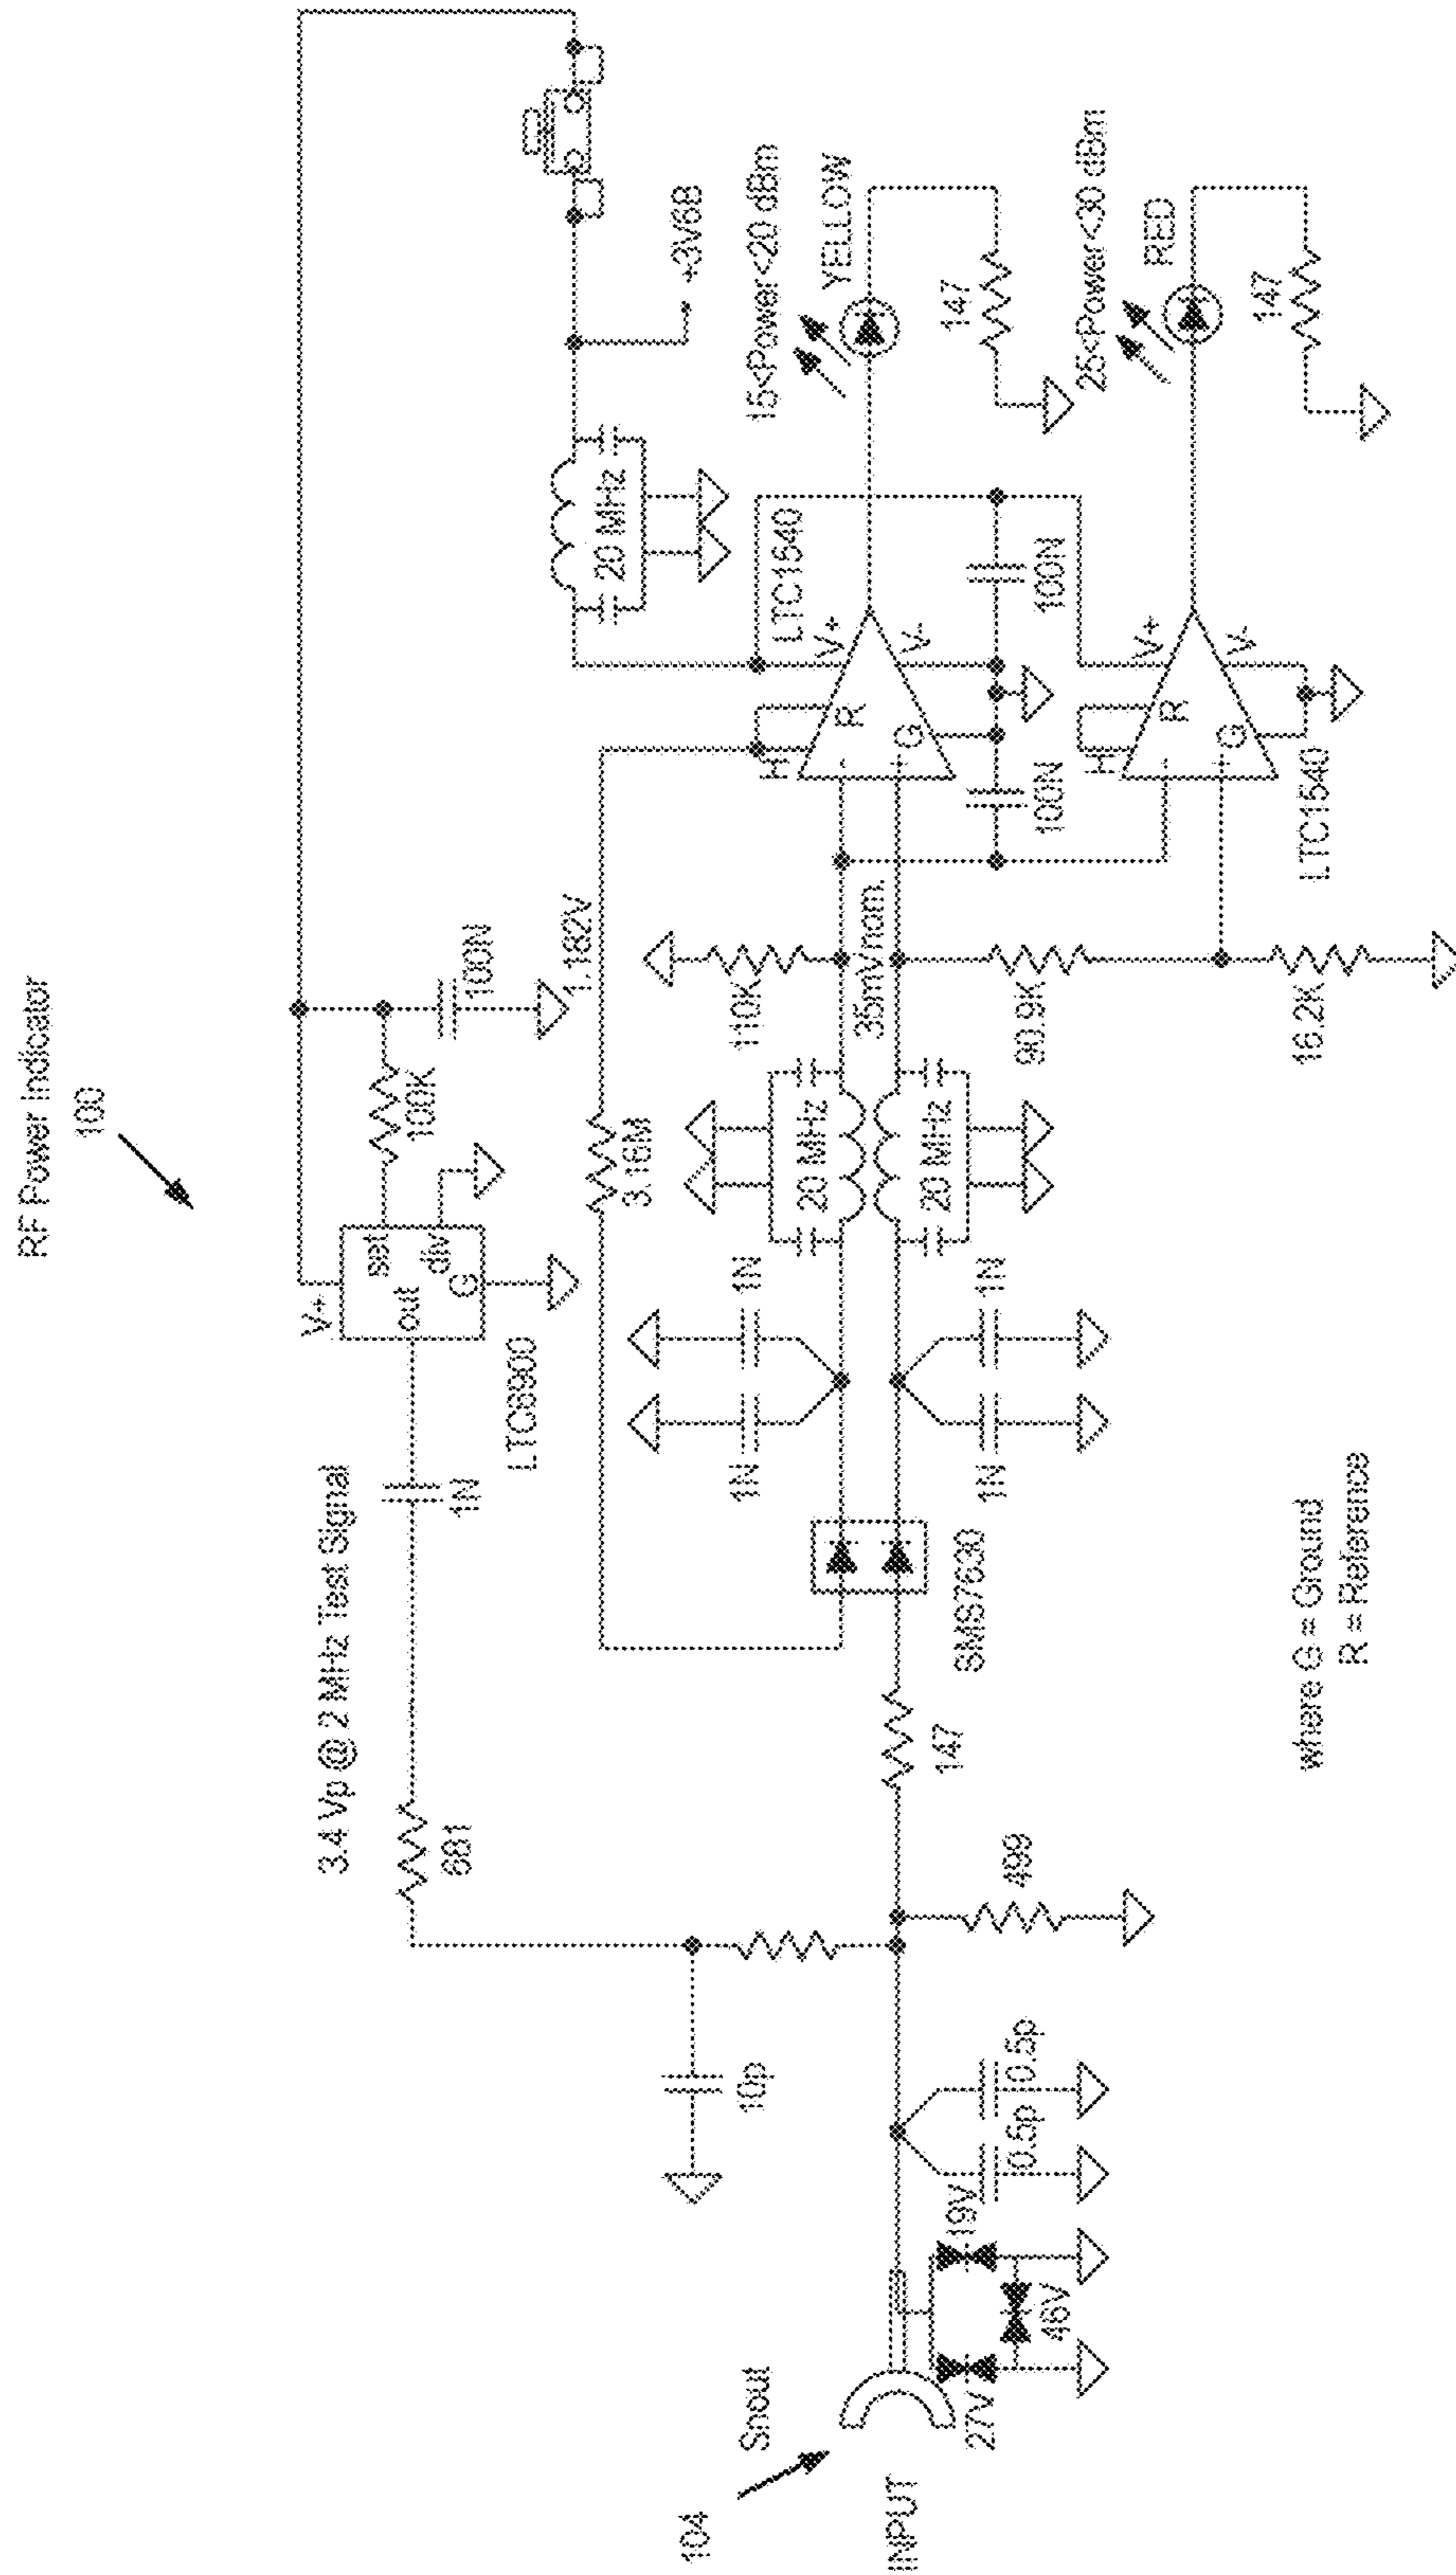 RF Power Indicator
100
3.4 Vp @ 2 MHz Test Signal
681
1N
V+
out
set
div
G
LTC6900
100K
100N
1.182V
3.16M
20 MHz
+3V6B
10p
104
Snout
INPUT
27V
19V
46V
0.5p
0.5p
499
147
SMS7630
1N
1N
1N
1N
20 MHz
20 MHz
110K
35mVnom.
90.9K
16.2K
H
R
-
+
G
V+
V-
LTC1540
100N
100N
15<Power<20 dBm
YELLOW
147
H
R
-
+
G
V+
V-
LTC1540
25<Power<30 dBm
RED
147
where G = Ground
R = Reference